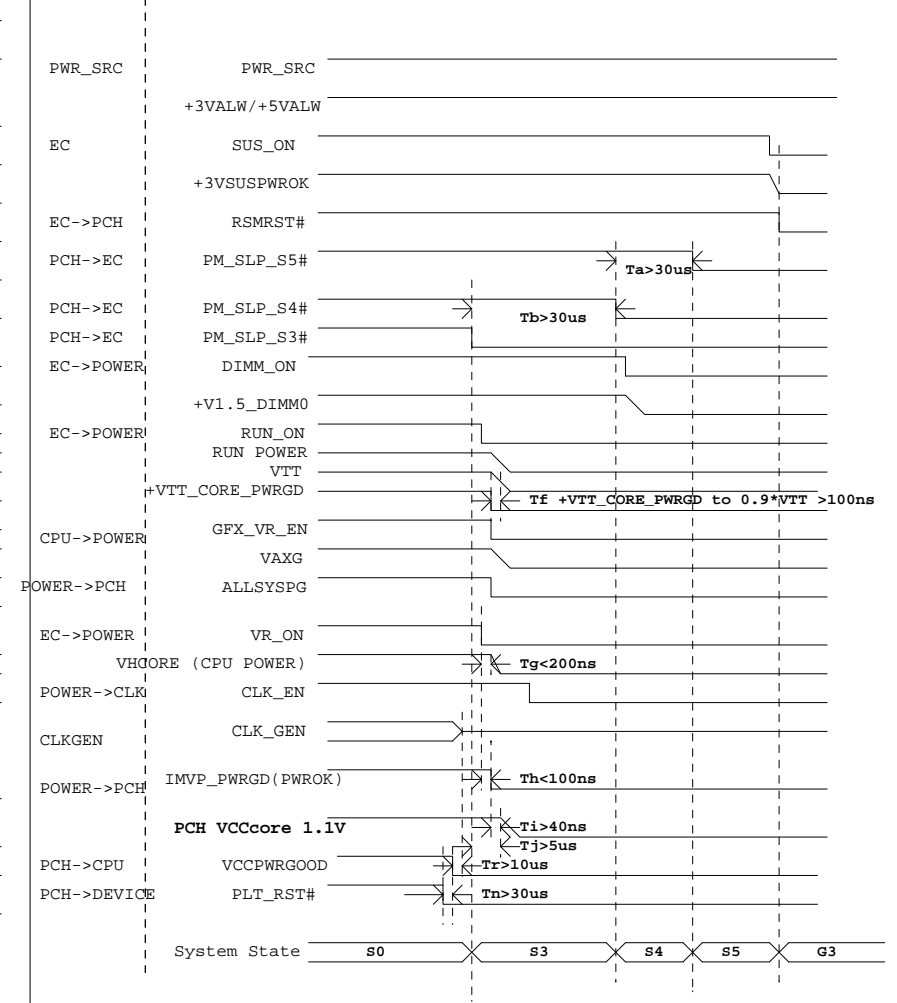 PWR_SRC PWR_SRC
+3VALW/+5VALW
EC SUS_ON
+3VSUSPWROK
EC->PCH RSMRST#
PCH->EC PM_SLP_S5# Ta>30us
PCH->EC PM_SLP_S4# Tb>30us
PCH->EC PM_SLP_S3#
EC->POWER DIMM_ON
+V1.5_DIMM0
EC->POWER RUN_ON
RUN POWER
VTT
+VTT_CORE_PWRGD Tf +VTT_CORE_PWRGD to 0.9*VTT >100ns
CPU->POWER GFX_VR_EN
VAXG
POWER->PCH ALLSYSPG
EC->POWER VR_ON
VHCORE (CPU POWER) Tg<200ns
POWER->CLK CLK_EN
CLKGEN CLK_GEN
POWER->PCH IMVP_PWRGD(PWROK) Th<100ns
PCH VCCcore 1.1V Ti>40ns
Tj>5us
PCH->CPU VCCPWRGOOD Tr>10us
PCH->DEVICE PLT_RST# Tn>30us
System State S0 S3 S4 S5 G3